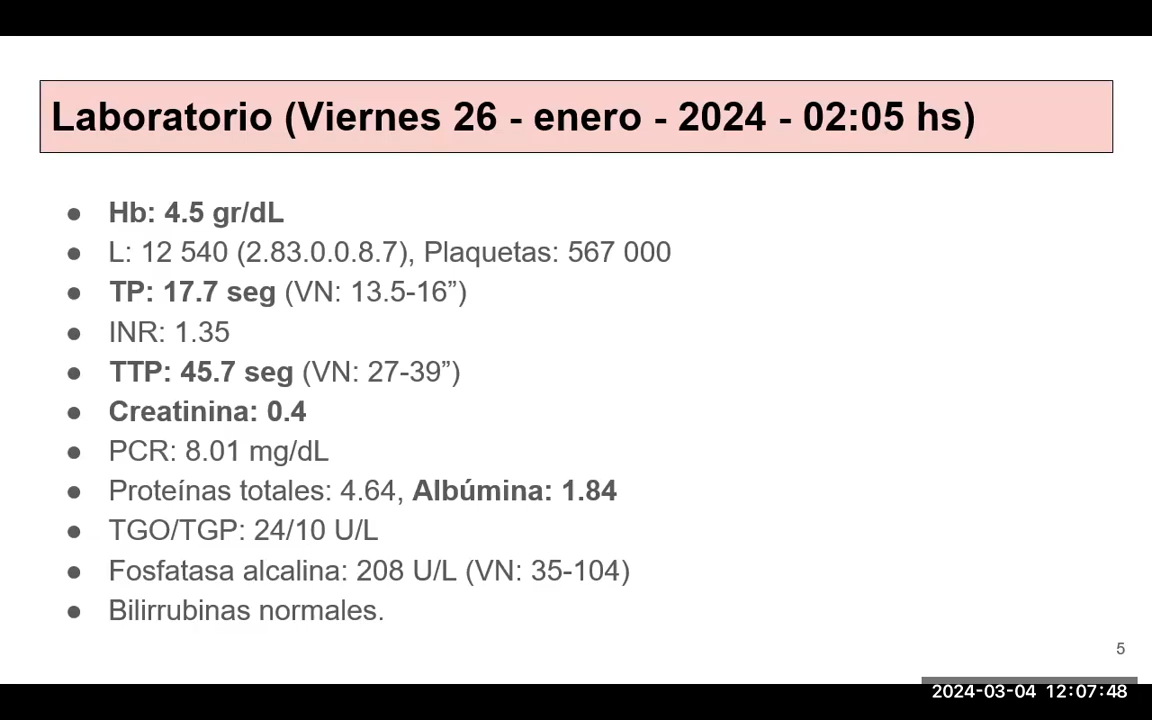 Laboratorio (Viernes 26 - enero - 2024 - 02:05 hs)
● Hb: 4.5 gr/dL
● L: 12 540 (2.83.0.0.8.7), Plaquetas: 567 000
● TP: 17.7 seg (VN: 13.5-16”)
● INR: 1.35
● TTP: 45.7 seg (VN: 27-39”)
● Creatinina: 0.4
● PCR: 8.01 mg/dL
● Proteínas totales: 4.64, Albúmina: 1.84
● TGO/TGP: 24/10 U/L
● Fosfatasa alcalina: 208 U/L (VN: 35-104)
● Bilirrubinas normales.
5
2024-03-04 12:07:48